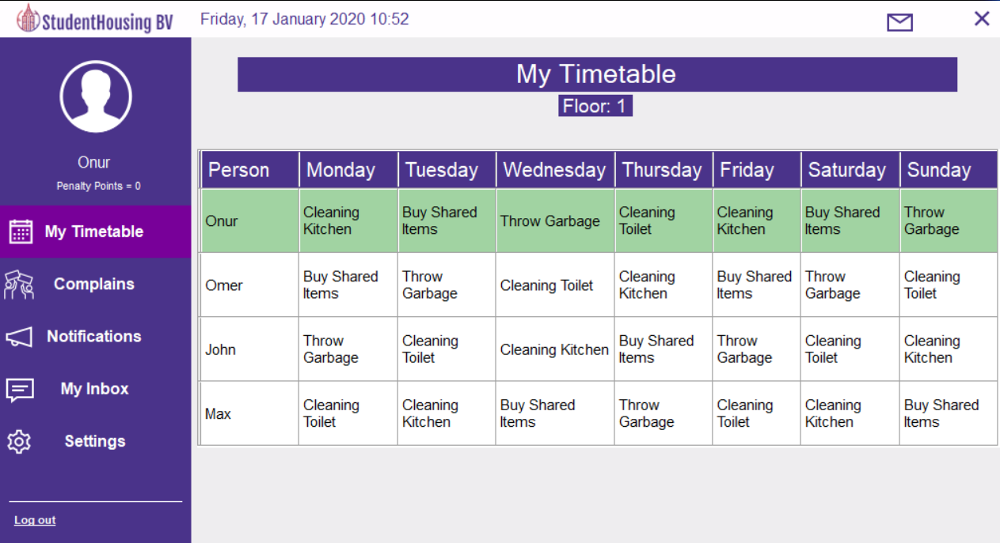 StudentHousing BV
Friday, 17 January 2020 10:52
Onur
Penalty Points = 0
My Timetable
Complains
Notifications
My Inbox
Settings
Log out
My Timetable
Floor: 1
Person Monday Tuesday Wednesday Thursday Friday Saturday Sunday
Onur Cleaning Kitchen Buy Shared Items Throw Garbage Cleaning Toilet Cleaning Kitchen Buy Shared Items Throw Garbage
Omer Buy Shared Items Throw Garbage Cleaning Toilet Cleaning Kitchen Buy Shared Items Throw Garbage Cleaning Toilet
John Throw Garbage Cleaning Toilet Cleaning Kitchen Buy Shared Items Throw Garbage Cleaning Toilet Cleaning Kitchen
Max Cleaning Toilet Cleaning Kitchen Buy Shared Items Throw Garbage Cleaning Toilet Cleaning Kitchen Buy Shared Items